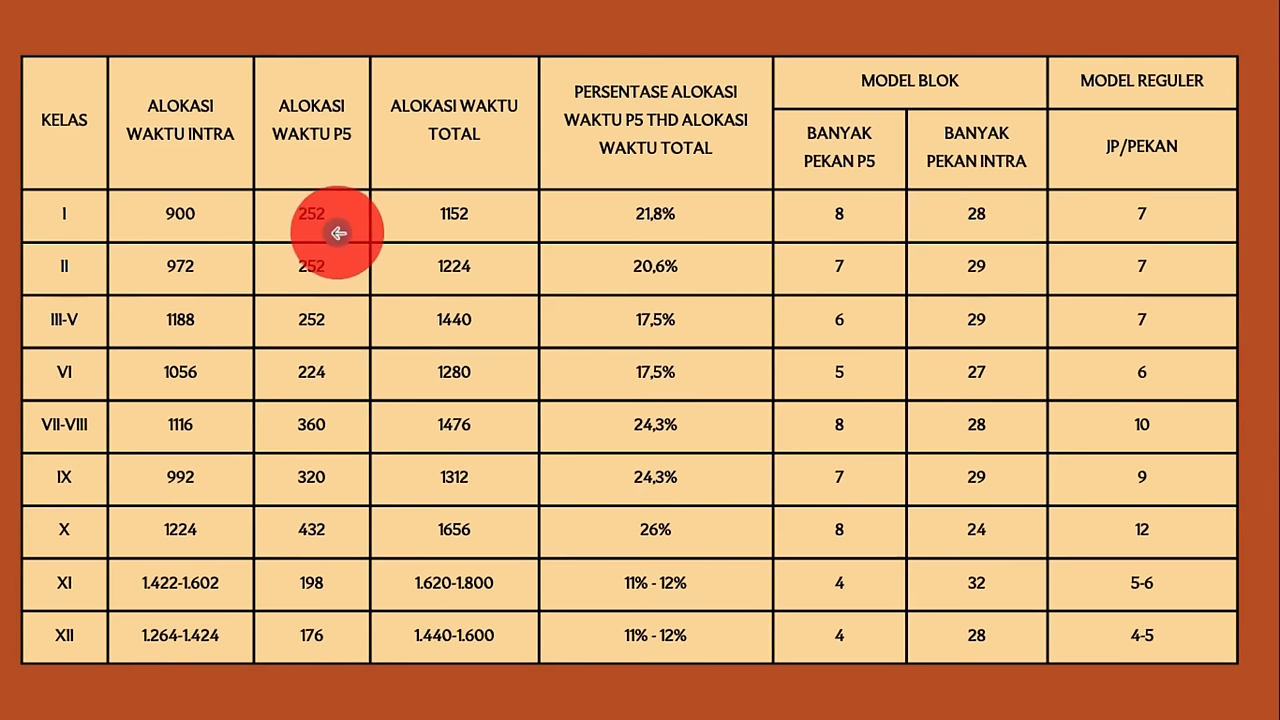 KELAS
ALOKASI
WAKTU INTRA
ALOKASI
WAKTU P5
ALOKASI WAKTU
TOTAL
PERSENTASE ALOKASI
WAKTU P5 THD ALOKASI
WAKTU TOTAL
MODEL BLOK
MODEL REGULER
BANYAK
PEKAN P5
BANYAK
PEKAN INTRA
JP/PEKAN
I 900 252 1152 21,8% 8 28 7
II 972 252 1224 20,6% 7 29 7
III-V 1188 252 1440 17,5% 6 29 7
VI 1056 224 1280 17,5% 5 27 6
VII-VIII 1116 360 1476 24,3% 8 28 10
IX 992 320 1312 24,3% 7 29 9
X 1224 432 1656 26% 8 24 12
XI 1.422-1.602 198 1.620-1.800 11% - 12% 4 32 5-6
XII 1.264-1.424 176 1.440-1.600 11% - 12% 4 28 4-5